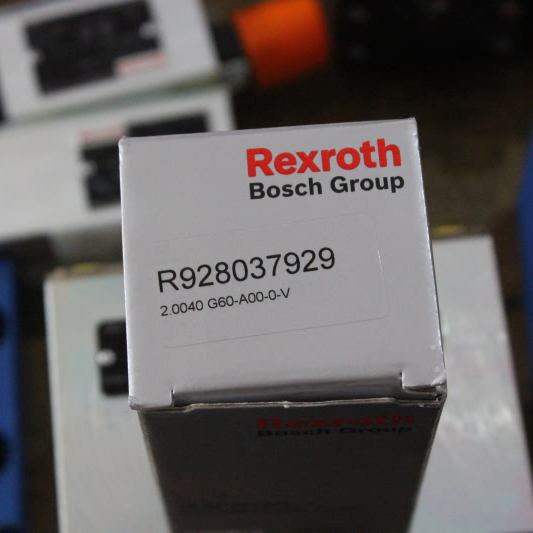 Rexroth
Bosch Group
R928037929
2.0040 G60-A00-0-V
Rexroth
Bosch Group